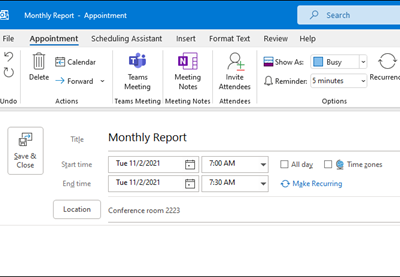 Monthly Report - Appointment
Search
File Appointment Scheduling Assistant Insert Format Text Review Help
Undo
Delete
Calendar
Forward
Actions
Teams Meeting
Teams Meeting
Meeting Notes
Meeting Notes
Invite Attendees
Attendees
Show As: Busy
Reminder: 5 minutes
Options
Save & Close
Title Monthly Report
Start time Tue 11/2/2021 7:00 AM All day Time zones
End time Tue 11/2/2021 7:30 AM Make Recurring
Location Conference room 2223